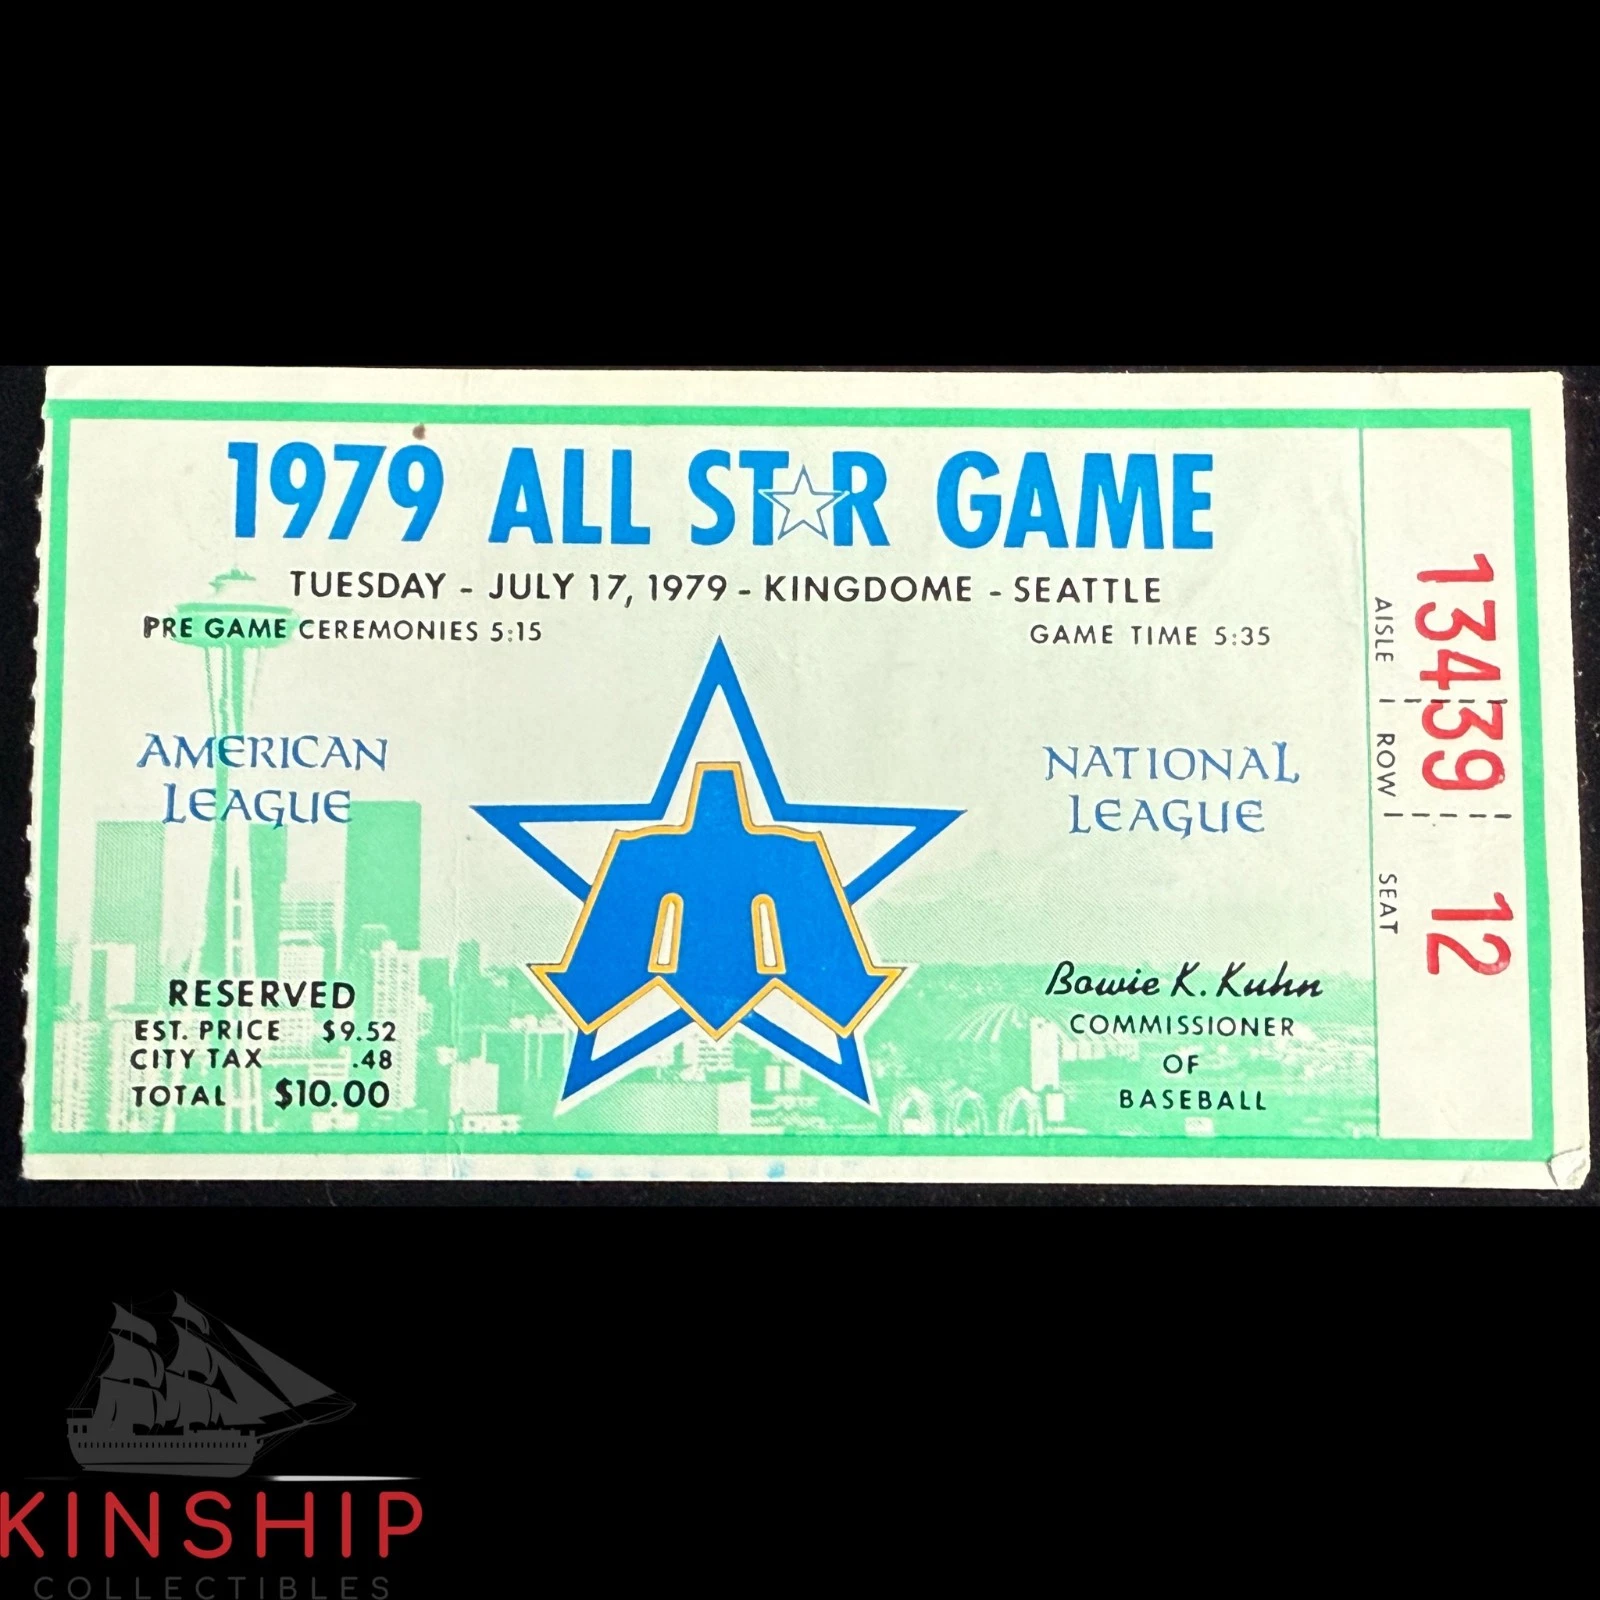 1979 ALL STAR GAME
TUESDAY - JULY 17, 1979 - KINGDOME - SEATTLE
PRE GAME CEREMONIES 5:15
GAME TIME 5:35
AMERICAN
LEAGUE
NATIONAL
LEAGUE
RESERVED
EST. PRICE $9.52
CITY TAX .48
TOTAL $10.00
Bowie K. Kuhn
COMMISSIONER
OF
BASEBALL
AISLE ROW SEAT
134 39 12
KINSHIP
COLLECTIBLES